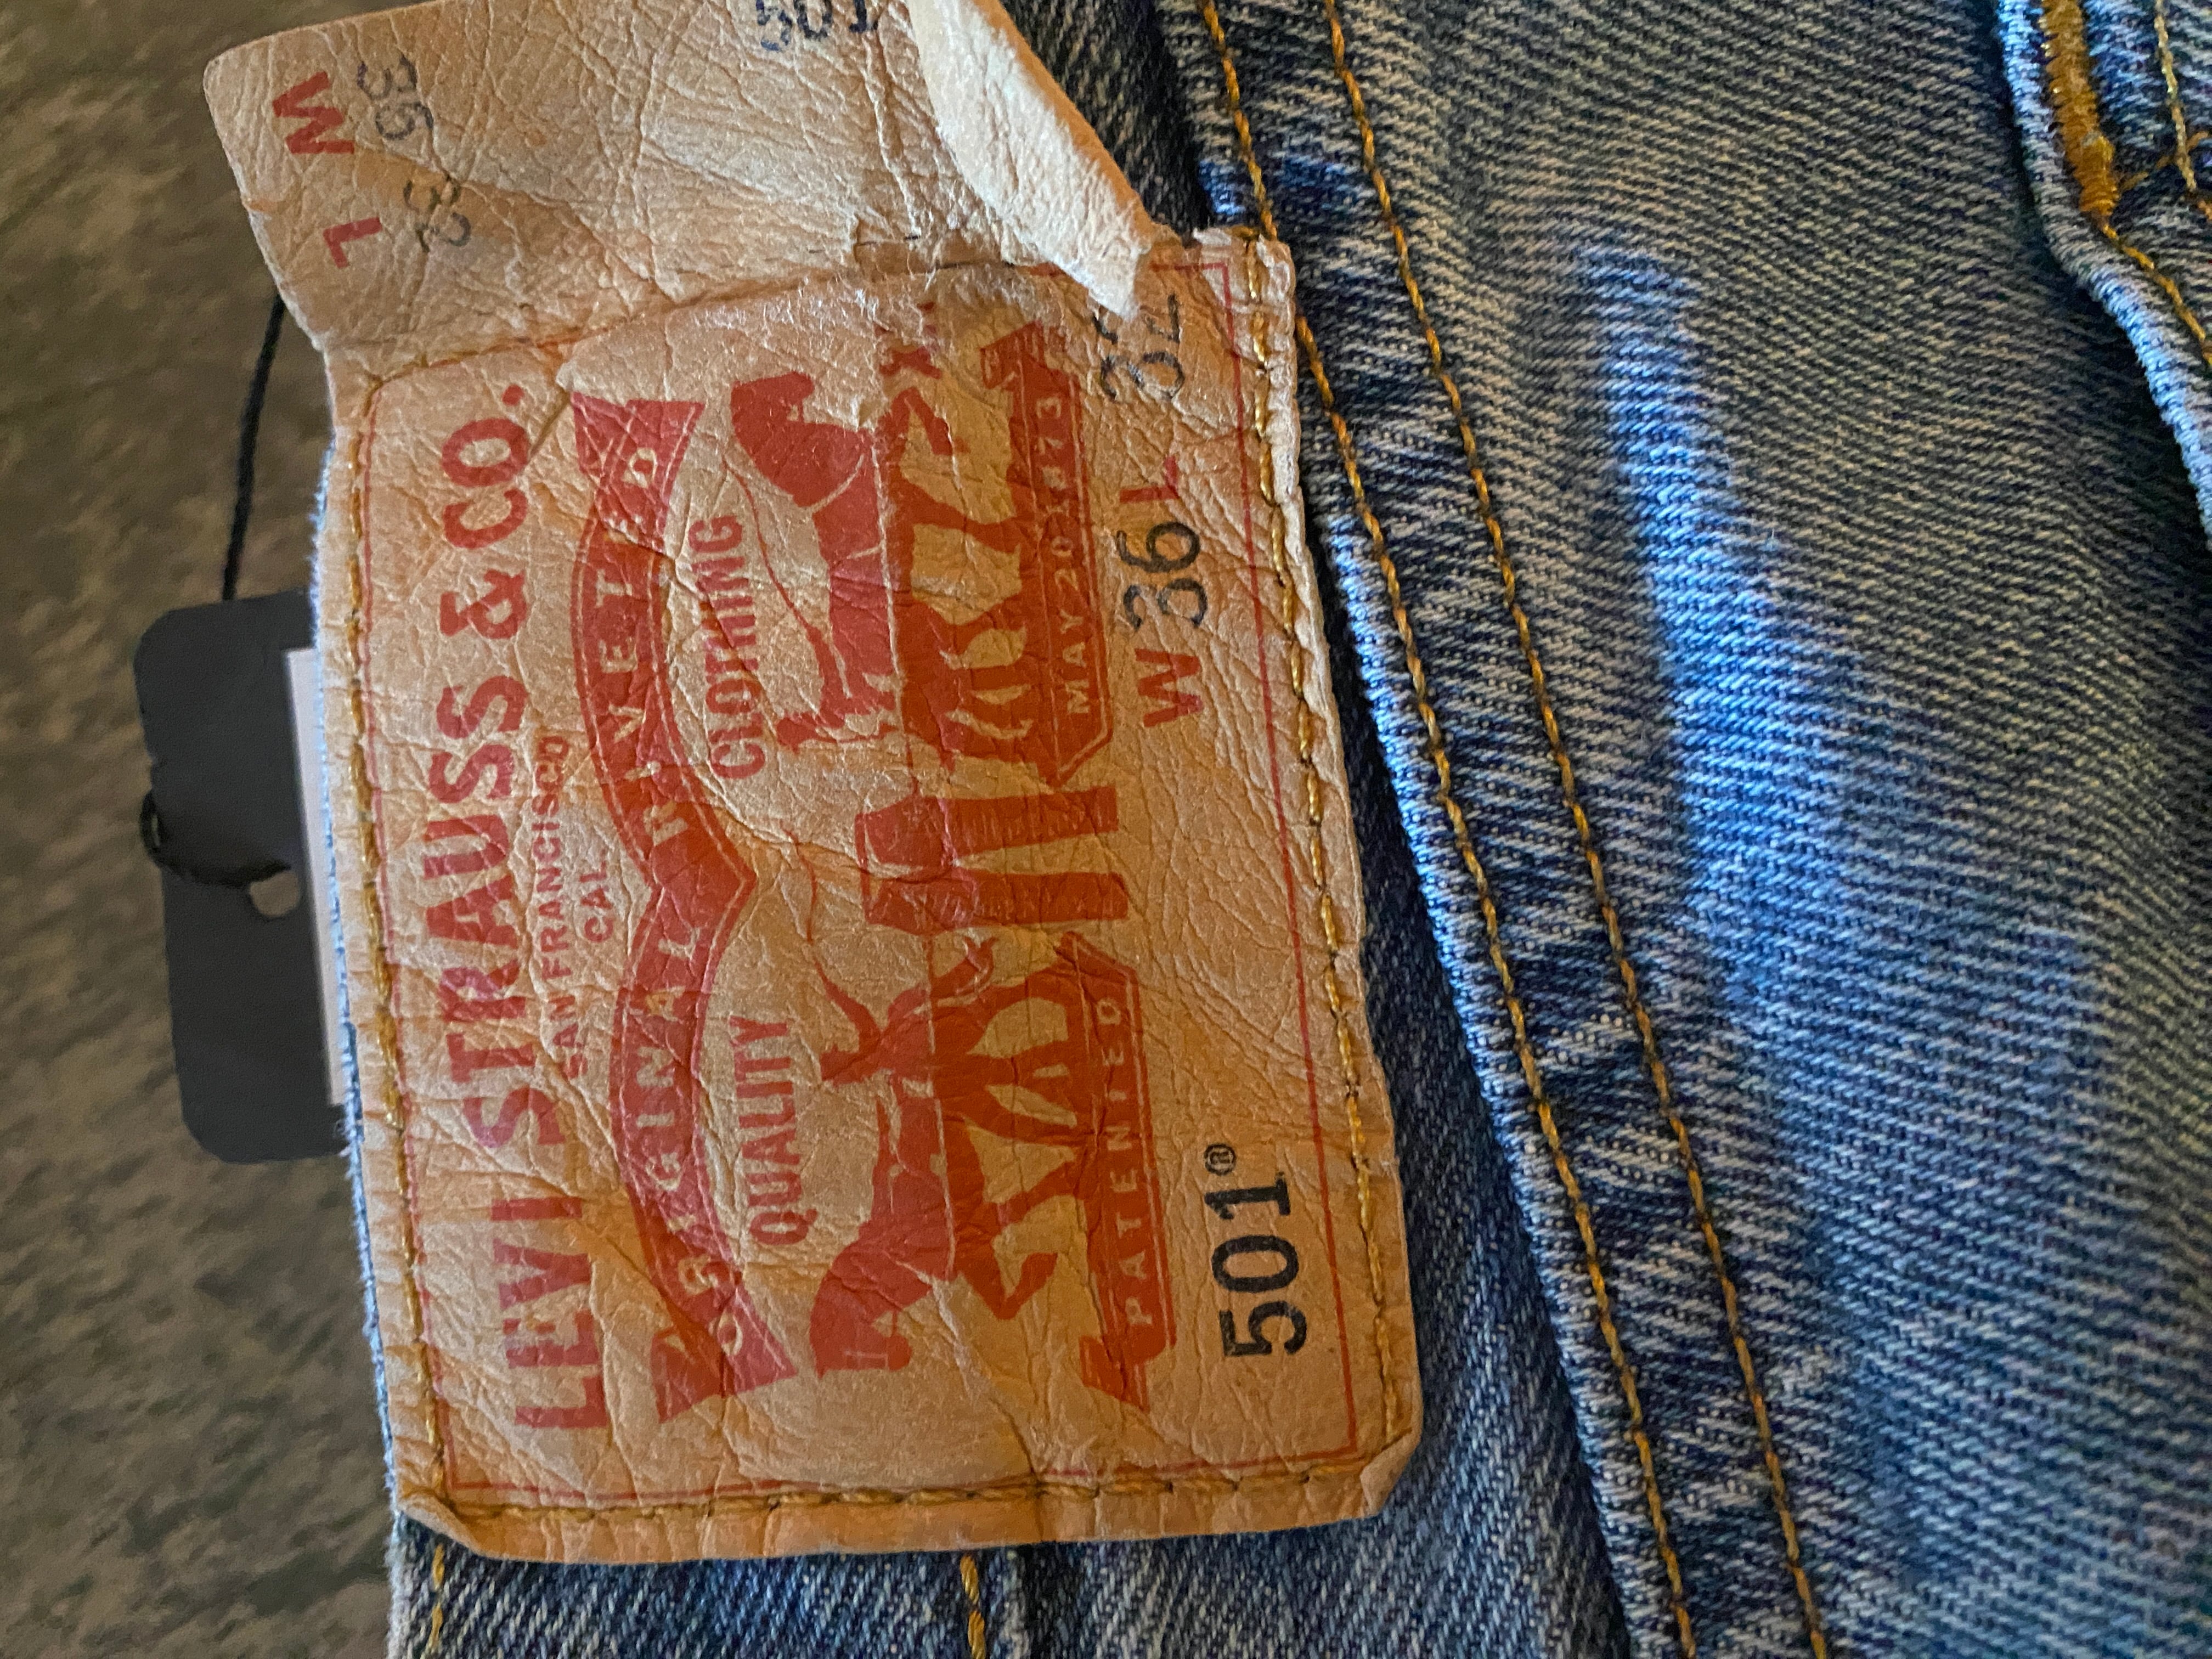 501
W 36
L 32
LEVI STRAUSS & CO.
SAN FRANCISCO
CAL.
ORIGINAL RIVETED
QUALITY CLOTHING
PATENTED MAY 20 1873
501® W 36 L 32